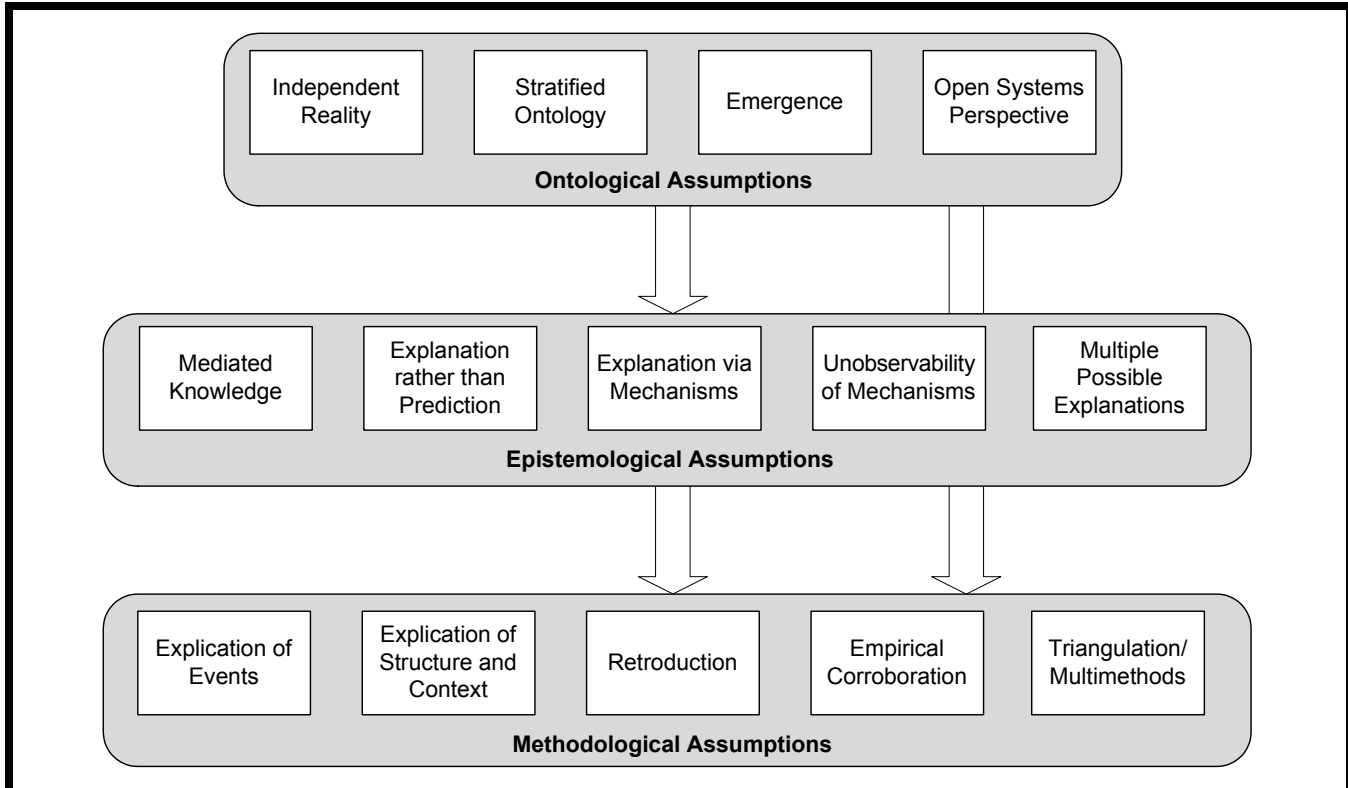 Independent
Reality
Stratified
Ontology
Emergence
Open Systems
Perspective
Ontological Assumptions
Mediated
Knowledge
Explanation
rather than
Prediction
Explanation via
Mechanisms
Unobservability
of Mechanisms
Multiple
Possible
Explanations
Epistemological Assumptions
Explication of
Events
Explication of
Structure and
Context
Retroduction
Empirical
Corroboration
Triangulation/
Multimethods
Methodological Assumptions